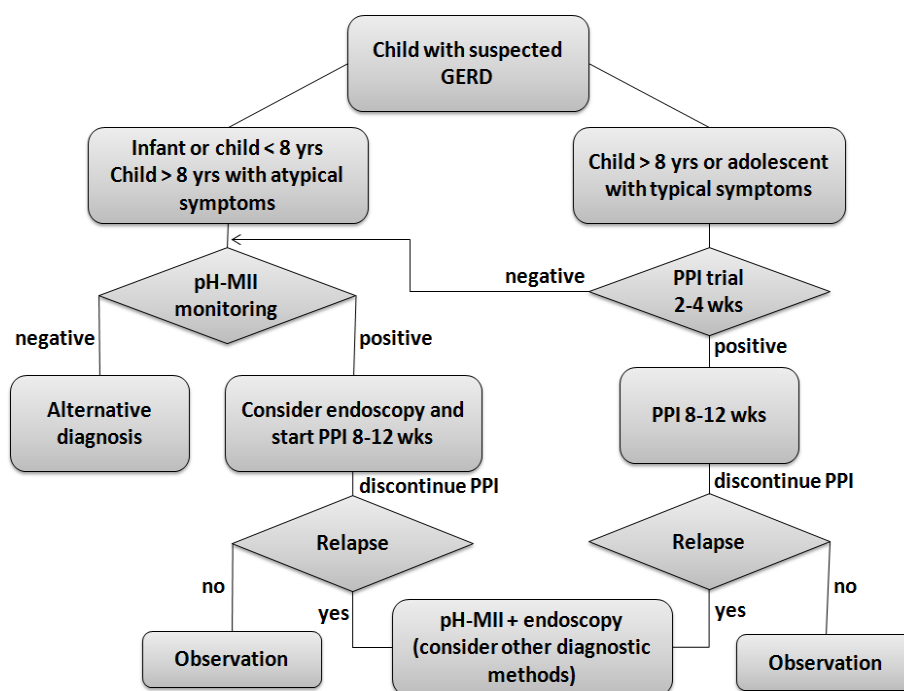 Child with suspected
GERD
Infant or child < 8 yrs
Child > 8 yrs with atypical
symptoms
Child > 8 yrs or adolescent
with typical symptoms
pH-MII
monitoring
negative
PPI trial
2-4 wks
negative
positive
positive
Alternative
diagnosis
Consider endoscopy and
start PPI 8-12 wks
PPI 8-12 wks
discontinue PPI
discontinue PPI
Relapse
Relapse
no
yes
yes
no
pH-MII + endoscopy
(consider other diagnostic
methods)
Observation
Observation